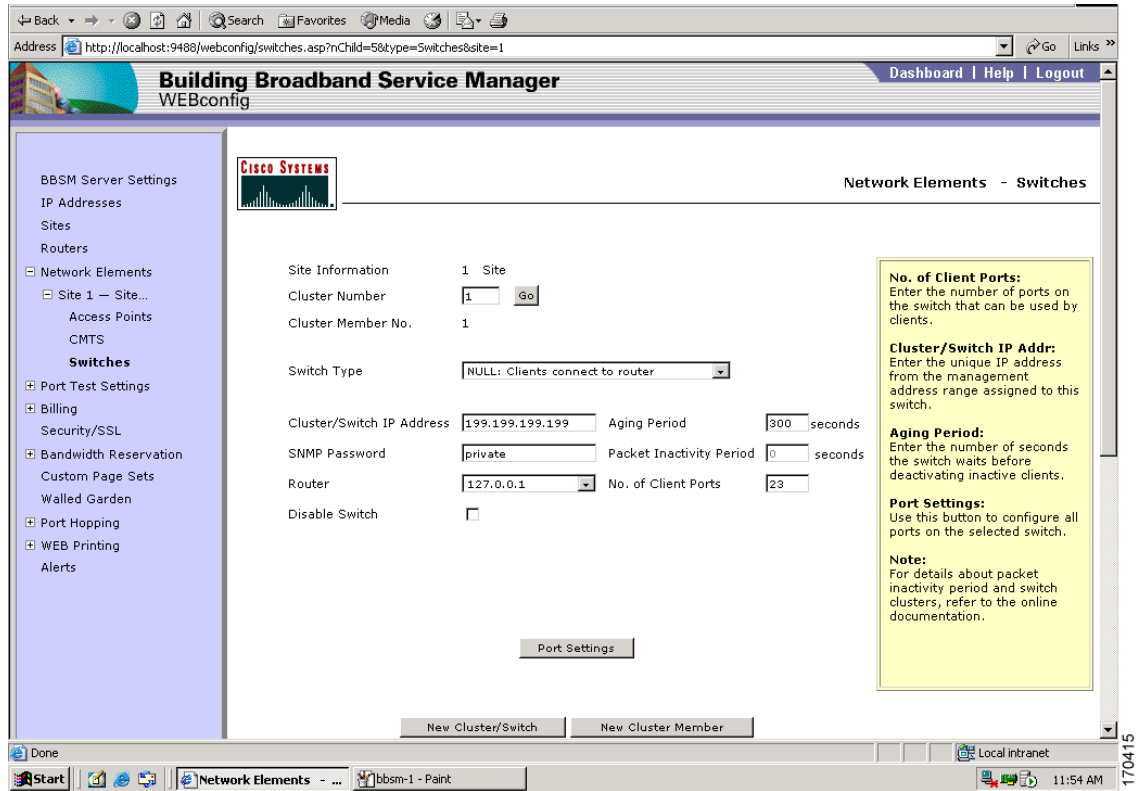 Back Search Favorites Media
Address http://localhost:9488/webconfig/switches.asp?nChild=5&type=Switches&site=1 Go Links »
Building Broadband Service Manager
WEBconfig
Dashboard | Help | Logout
BBSM Server Settings
IP Addresses
Sites
Routers
Network Elements
Site 1 — Site...
Access Points
CMTS
Switches
Port Test Settings
Billing
Security/SSL
Bandwidth Reservation
Custom Page Sets
Walled Garden
Port Hopping
WEB Printing
Alerts
CISCO SYSTEMS
Network Elements - Switches
Site Information 1 Site
Cluster Number 1 Go
Cluster Member No. 1
Switch Type NULL: Clients connect to router
Cluster/Switch IP Address 199.199.199.199 Aging Period 300 seconds
SNMP Password private Packet Inactivity Period 0 seconds
Router 127.0.0.1 No. of Client Ports 23
Disable Switch
Port Settings
New Cluster/Switch New Cluster Member
No. of Client Ports:
Enter the number of ports on
the switch that can be used by
clients.
Cluster/Switch IP Addr:
Enter the unique IP address
from the management
address range assigned to this
switch.
Aging Period:
Enter the number of seconds
the switch waits before
deactivating inactive clients.
Port Settings:
Use this button to configure all
ports on the selected switch.
Note:
For details about packet
inactivity period and switch
clusters, refer to the online
documentation.
Done Local intranet
Start Network Elements - ... bbsm-1 - Paint 11:54 AM
170415